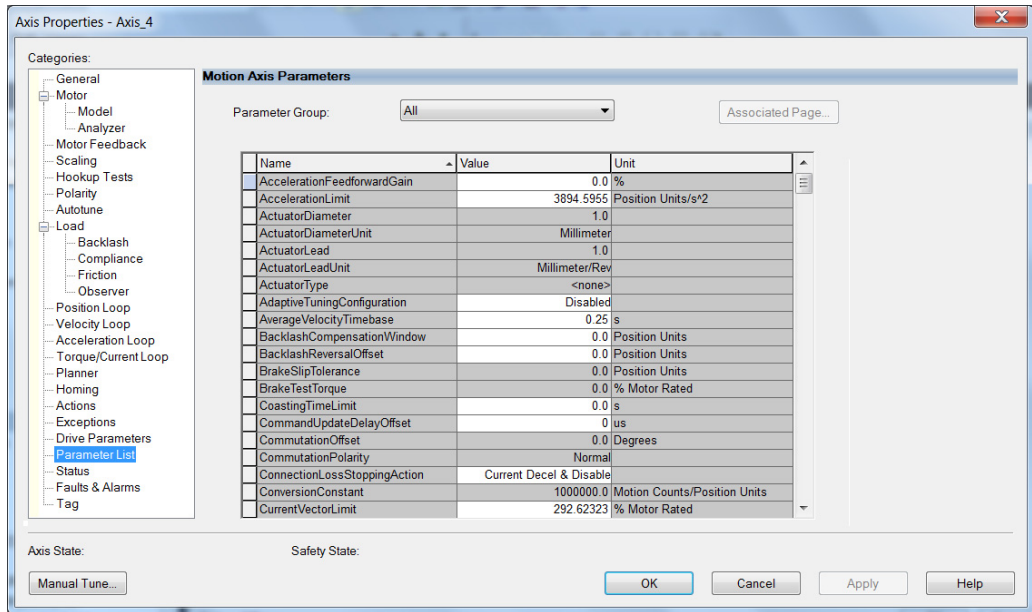 Axis Properties - Axis_4
Categories:
General
Motor
Model
Analyzer
Motor Feedback
Scaling
Hookup Tests
Polarity
Autotune
Load
Backlash
Compliance
Friction
Observer
Position Loop
Velocity Loop
Acceleration Loop
Torque/Current Loop
Planner
Homing
Actions
Exceptions
Drive Parameters
Parameter List
Status
Faults & Alarms
Tag
Motion Axis Parameters
Parameter Group: All Associated Page...
Name Value Unit
AccelerationFeedforwardGain 0.0 %
AccelerationLimit 3894.5955 Position Units/s^2
ActuatorDiameter 1.0
ActuatorDiameterUnit Millimeter
ActuatorLead 1.0
ActuatorLeadUnit Millimeter/Rev
ActuatorType <none>
AdaptiveTuningConfiguration Disabled
AverageVelocityTimebase 0.25 s
BacklashCompensationWindow 0.0 Position Units
BacklashReversalOffset 0.0 Position Units
BrakeSlipTolerance 0.0 Position Units
BrakeTestTorque 0.0 % Motor Rated
CoastingTimeLimit 0.0 s
CommandUpdateDelayOffset 0 us
CommutationOffset 0.0 Degrees
CommutationPolarity Normal
ConnectionLossStoppingAction Current Decel & Disable
ConversionConstant 1000000.0 Motion Counts/Position Units
CurrentVectorLimit 292.62323 % Motor Rated
Axis State: Safety State:
Manual Tune... OK Cancel Apply Help